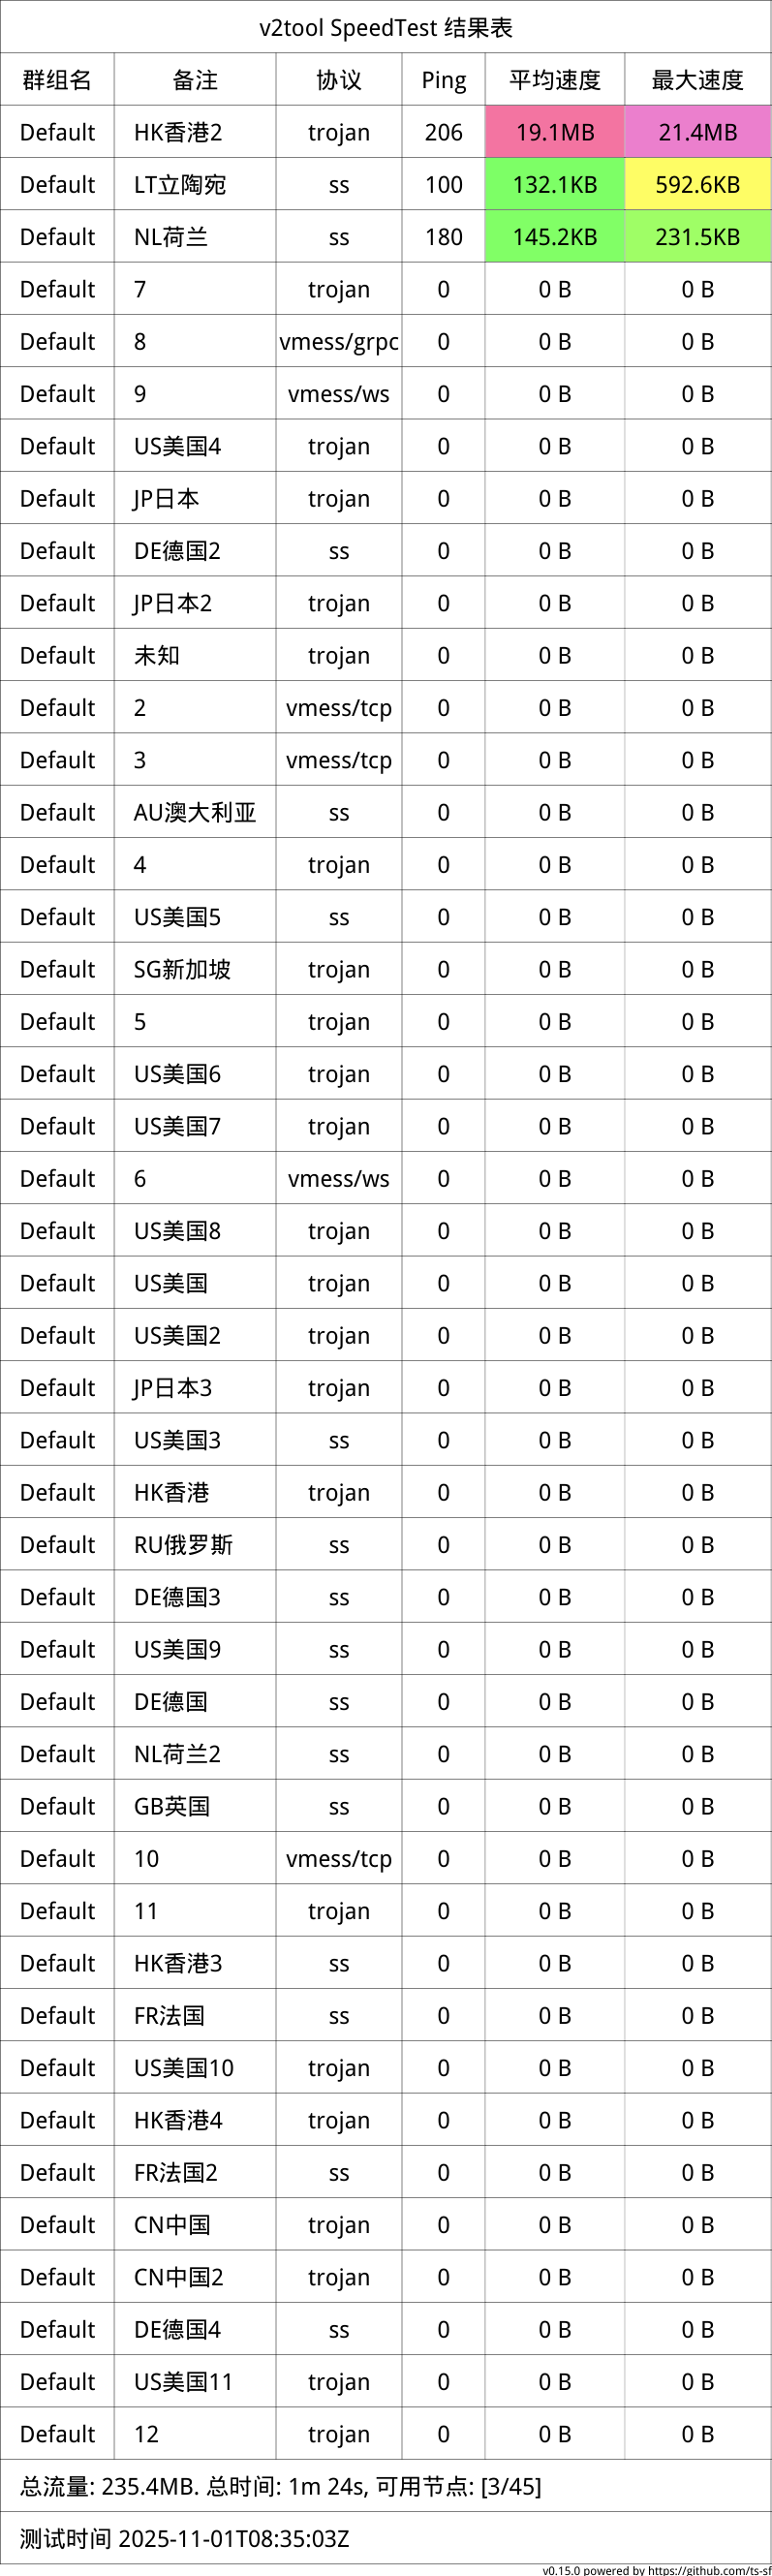 v2tool SpeedTest 结果表
群组名 备注 协议 Ping 平均速度 最大速度
Default HK香港2 trojan 206 19.1MB 21.4MB
Default LT立陶宛 ss 100 132.1KB 592.6KB
Default NL荷兰 ss 180 145.2KB 231.5KB
Default 7 trojan 0 0 B 0 B
Default 8 vmess/grpc 0 0 B 0 B
Default 9 vmess/ws 0 0 B 0 B
Default US美国4 trojan 0 0 B 0 B
Default JP日本 trojan 0 0 B 0 B
Default DE德国2 ss 0 0 B 0 B
Default JP日本2 trojan 0 0 B 0 B
Default 未知 trojan 0 0 B 0 B
Default 2 vmess/tcp 0 0 B 0 B
Default 3 vmess/tcp 0 0 B 0 B
Default AU澳大利亚 ss 0 0 B 0 B
Default 4 trojan 0 0 B 0 B
Default US美国5 ss 0 0 B 0 B
Default SG新加坡 trojan 0 0 B 0 B
Default 5 trojan 0 0 B 0 B
Default US美国6 trojan 0 0 B 0 B
Default US美国7 trojan 0 0 B 0 B
Default 6 vmess/ws 0 0 B 0 B
Default US美国8 trojan 0 0 B 0 B
Default US美国 trojan 0 0 B 0 B
Default US美国2 trojan 0 0 B 0 B
Default JP日本3 trojan 0 0 B 0 B
Default US美国3 ss 0 0 B 0 B
Default HK香港 trojan 0 0 B 0 B
Default RU俄罗斯 ss 0 0 B 0 B
Default DE德国3 ss 0 0 B 0 B
Default US美国9 ss 0 0 B 0 B
Default DE德国 ss 0 0 B 0 B
Default NL荷兰2 ss 0 0 B 0 B
Default GB英国 ss 0 0 B 0 B
Default 10 vmess/tcp 0 0 B 0 B
Default 11 trojan 0 0 B 0 B
Default HK香港3 ss 0 0 B 0 B
Default FR法国 ss 0 0 B 0 B
Default US美国10 trojan 0 0 B 0 B
Default HK香港4 trojan 0 0 B 0 B
Default FR法国2 ss 0 0 B 0 B
Default CN中国 trojan 0 0 B 0 B
Default CN中国2 trojan 0 0 B 0 B
Default DE德国4 ss 0 0 B 0 B
Default US美国11 trojan 0 0 B 0 B
Default 12 trojan 0 0 B 0 B
总流量: 235.4MB. 总时间: 1m 24s, 可用节点: [3/45]
测试时间 2025-11-01T08:35:03Z
v0.15.0 powered by https://github.com/ts-sf